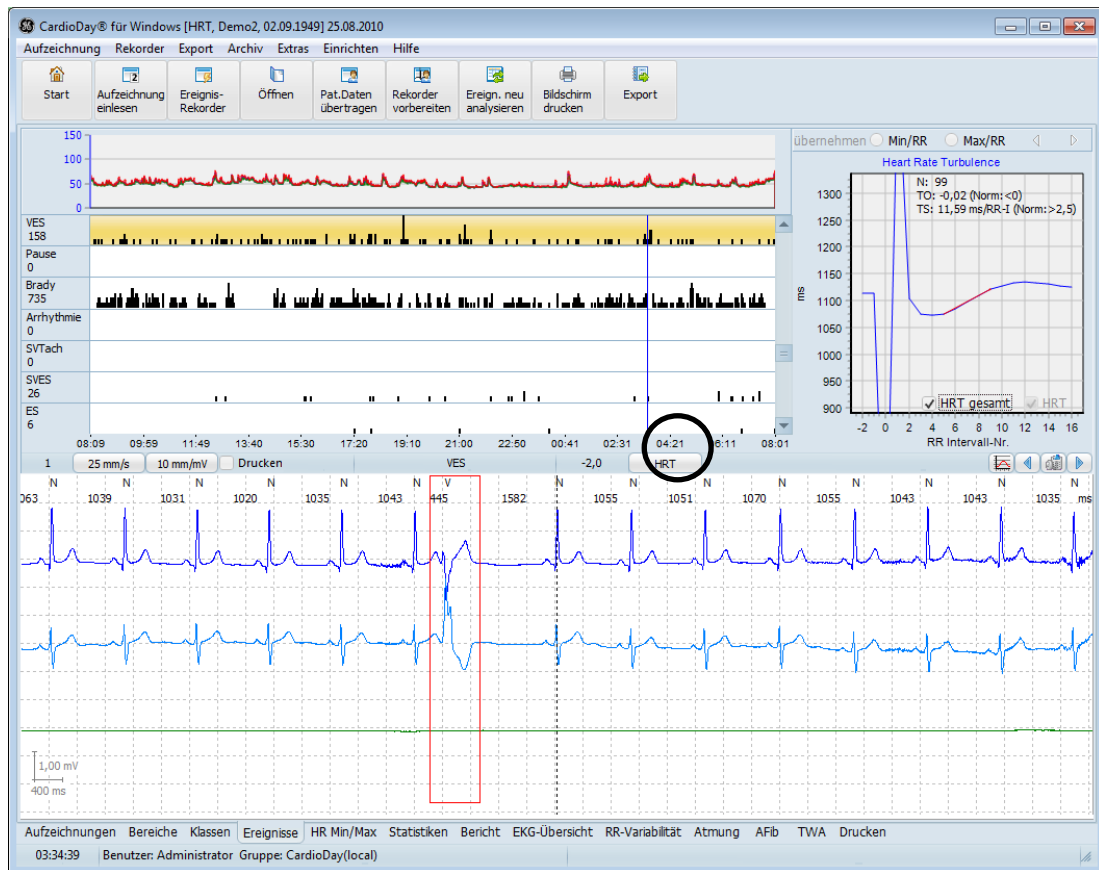 CardioDay® für Windows [HRT, Demo2, 02.09.1949] 25.08.2010
Aufzeichnung Rekorder Export Archiv Extras Einrichten Hilfe
Start
Aufzeichnung einlesen
Ereignis-Rekorder
Öffnen
Pat.Daten übertragen
Rekorder vorbereiten
Ereign. neu analysieren
Bildschirm drucken
Export
150
100
50
0
VES
158
Pause
0
Brady
735
Arrhythmie
0
SVTach
0
SVES
26
ES
6
08:09 09:59 11:49 13:40 15:30 17:20 19:10 21:00 22:50 00:41 02:31 04:21 06:11 08:01
übernehmen Min/RR Max/RR
Heart Rate Turbulence
N: 99
TO: -0,02 (Norm:<0)
TS: 11,59 ms/RR-I (Norm:>2,5)
1300
1250
1200
1150
1100
1050
1000
950
900
ms
HRT gesamt HRT
-2 0 2 4 6 8 10 12 14 16
RR Intervall-Nr.
1 25 mm/s 10 mm/mV Drucken VES -2,0 HRT
N N N N N N V N N N N N N N N
063 1039 1031 1020 1035 1043 445 1582 1055 1051 1070 1055 1043 1043 1035 ms
1,00 mV
400 ms
Aufzeichnungen Bereiche Klassen Ereignisse HR Min/Max Statistiken Bericht EKG-Übersicht RR-Variabilität Atmung AFib TWA Drucken
03:34:39 Benutzer: Administrator Gruppe: CardioDay(local)